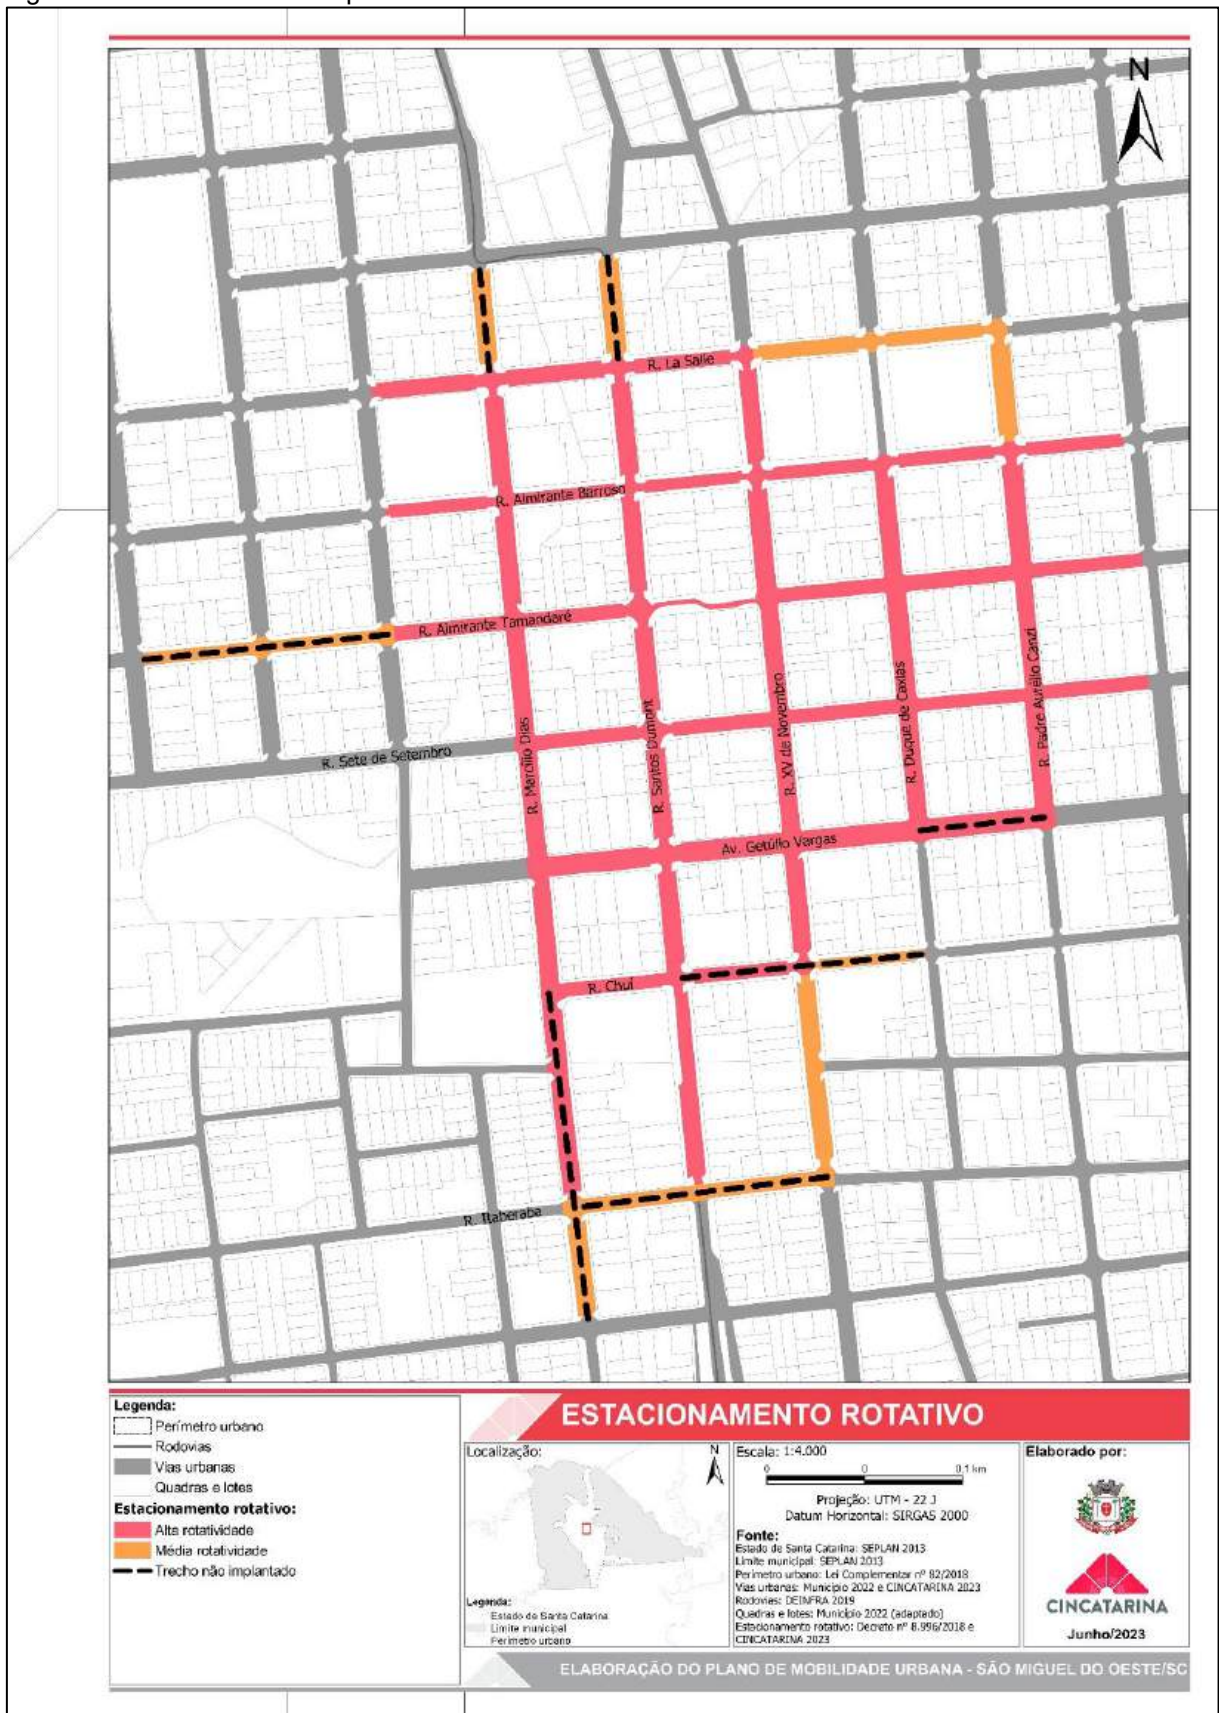 N
R. La Salle
R. Almirante Barroso
R. Almirante Tamandaré
R. Sete de Setembro
R. Marcílio Dias
R. Santos Dumont
R. XV de Novembro
R. Duque de Caxias
R. Padre Aurélio Canzi
Av. Getúlio Vargas
R. Chuí
R. Itaberaba
Legenda:
Perímetro urbano
Rodovias
Vias urbanas
Quadras e lotes
Estacionamento rotativo:
Alta rotatividade
Média rotatividade
Trecho não implantado
ESTACIONAMENTO ROTATIVO
Localização:
N
Legenda:
Estado de Santa Catarina
Limite municipal
Perímetro urbano
Escala: 1:4.000
0 0 0,1 km
Projeção: UTM - 22 J
Datum Horizontal: SIRGAS 2000
Fonte:
Estado de Santa Catarina: SEPLAN 2013
Limite municipal: SEPLAN 2013
Perímetro urbano: Lei Complementar nº 82/2018
Vias urbanas: Município 2022 e CINCATARINA 2023
Rodovias: DEINFRA 2019
Quadras e lotes: Município 2022 (adaptado)
Estacionamento rotativo: Decreto nº 8.996/2018 e
CINCATARINA 2023
Elaborado por:
CINCATARINA
Junho/2023
ELABORAÇÃO DO PLANO DE MOBILIDADE URBANA - SÃO MIGUEL DO OESTE/SC